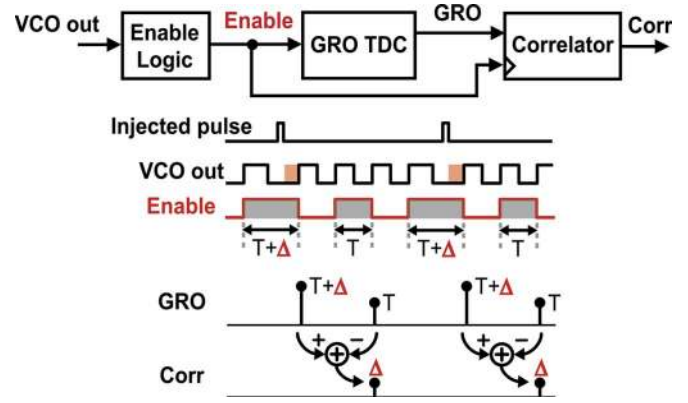 VCO out
Enable Logic
Enable
GRO TDC
GRO
Correlator
Corr
Injected pulse
VCO out
Enable
T+Δ
T
T+Δ
T
GRO
T+Δ
T
T+Δ
T
+
−
+
−
Corr
Δ
Δ